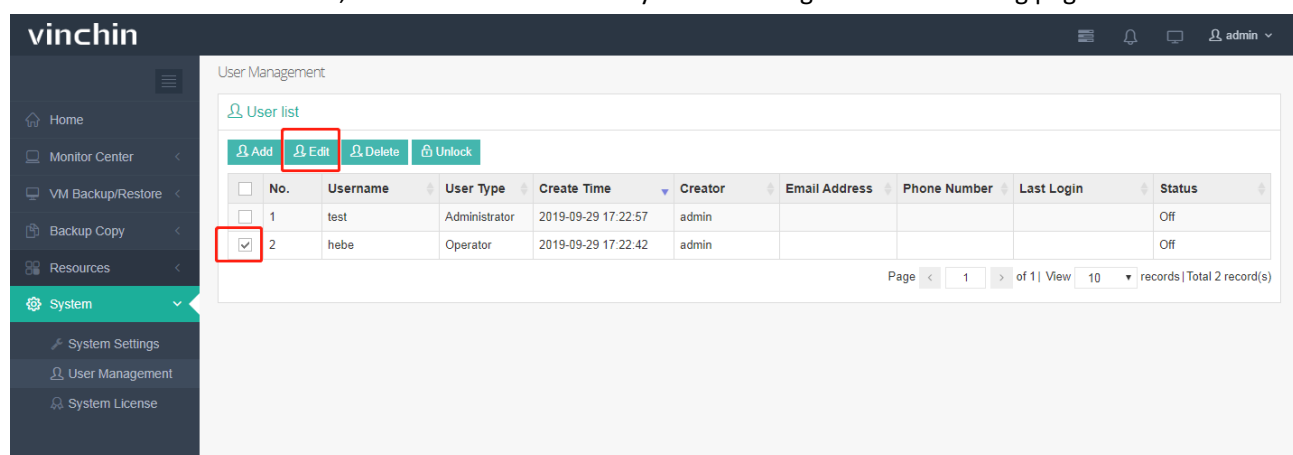 vinchin
admin
User Management
User list
Home
Add Edit Delete Unlock
Monitor Center
No. Username User Type Create Time Creator Email Address Phone Number Last Login Status
VM Backup/Restore
1 test Administrator 2019-09-29 17:22:57 admin Off
Backup Copy
2 hebe Operator 2019-09-29 17:22:42 admin Off
Resources
Page < 1 > of 1 | View 10 records | Total 2 record(s)
System
System Settings
User Management
System License